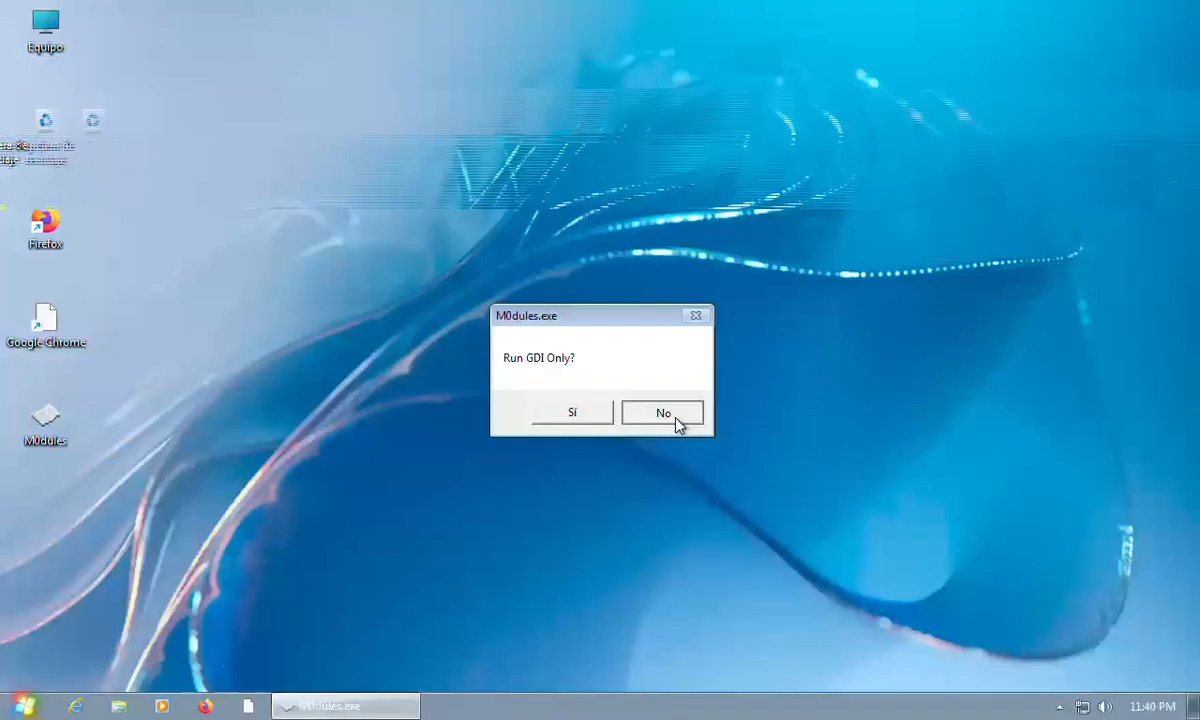 Equipo
Firefox
Google Chrome
M0dules
M0dules.exe
Run GDI Only?
Sí
No
M0dules.exe
11:40 PM